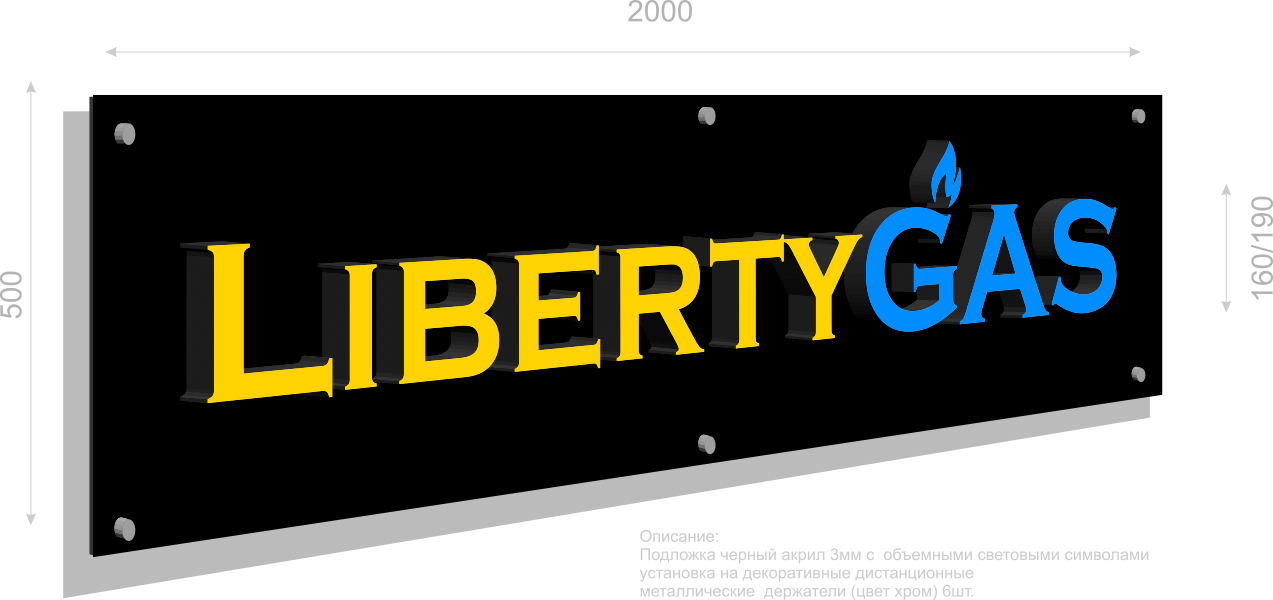 2000
500
LIBERTYGAS
160/190
Описание:
Подложка черный акрил 3мм с объемными световыми символами
установка на декоративные дистанционные
металлические держатели (цвет хром) 6шт.